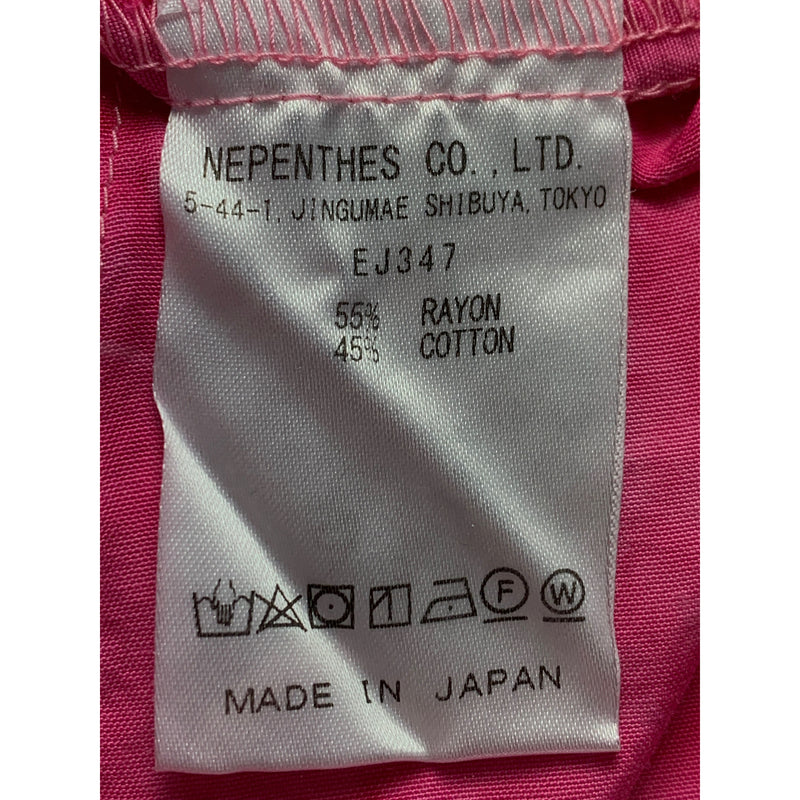 NEPENTHES CO., LTD.
5-44-1, JINGUMAE SHIBUYA, TOKYO
EJ347
55% RAYON
45% COTTON
F W
MADE IN JAPAN